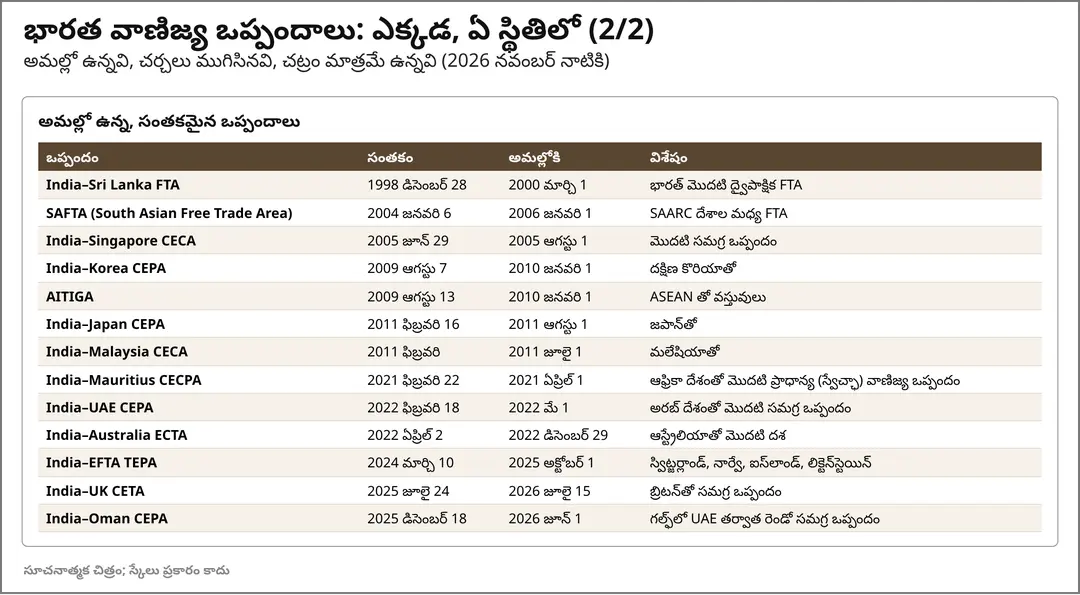 భారత వాణిజ్య ఒప్పందాలు: ఎక్కడ, ఏ స్థితిలో (2/2)
అమల్లో ఉన్నవి, చర్చలు ముగిసినవి, చట్రం మాత్రమే ఉన్నవి (2026 నవంబర్ నాటికి)
అమల్లో ఉన్న, సంతకమైన ఒప్పందాలు
ఒప్పందం సంతకం అమల్లోకి విశేషం
India–Sri Lanka FTA 1998 డిసెంబర్ 28 2000 మార్చి 1 భారత్ మొదటి ద్వైపాక్షిక FTA
SAFTA (South Asian Free Trade Area) 2004 జనవరి 6 2006 జనవరి 1 SAARC దేశాల మధ్య FTA
India–Singapore CECA 2005 జూన్ 29 2005 ఆగస్టు 1 మొదటి సమగ్ర ఒప్పందం
India–Korea CEPA 2009 ఆగస్టు 7 2010 జనవరి 1 దక్షిణ కొరియాతో
AITIGA 2009 ఆగస్టు 13 2010 జనవరి 1 ASEAN తో వస్తువులు
India–Japan CEPA 2011 ఫిబ్రవరి 16 2011 ఆగస్టు 1 జపాన్‌తో
India–Malaysia CECA 2011 ఫిబ్రవరి 2011 జూలై 1 మలేషియాతో
India–Mauritius CECPA 2021 ఫిబ్రవరి 22 2021 ఏప్రిల్ 1 ఆఫ్రికా దేశంతో మొదటి ప్రాధాన్య (స్వేచ్ఛా) వాణిజ్య ఒప్పందం
India–UAE CEPA 2022 ఫిబ్రవరి 18 2022 మే 1 అరబ్ దేశంతో మొదటి సమగ్ర ఒప్పందం
India–Australia ECTA 2022 ఏప్రిల్ 2 2022 డిసెంబర్ 29 ఆస్ట్రేలియాతో మొదటి దశ
India–EFTA TEPA 2024 మార్చి 10 2025 అక్టోబర్ 1 స్విట్జర్లాండ్, నార్వే, ఐస్‌లాండ్, లిక్టెన్‌స్టెయిన్
India–UK CETA 2025 జూలై 24 2026 జూలై 15 బ్రిటన్‌తో సమగ్ర ఒప్పందం
India–Oman CEPA 2025 డిసెంబర్ 18 2026 జూన్ 1 గల్ఫ్‌లో UAE తర్వాత రెండో సమగ్ర ఒప్పందం
సూచనాత్మక చిత్రం; స్కేలు ప్రకారం కాదు